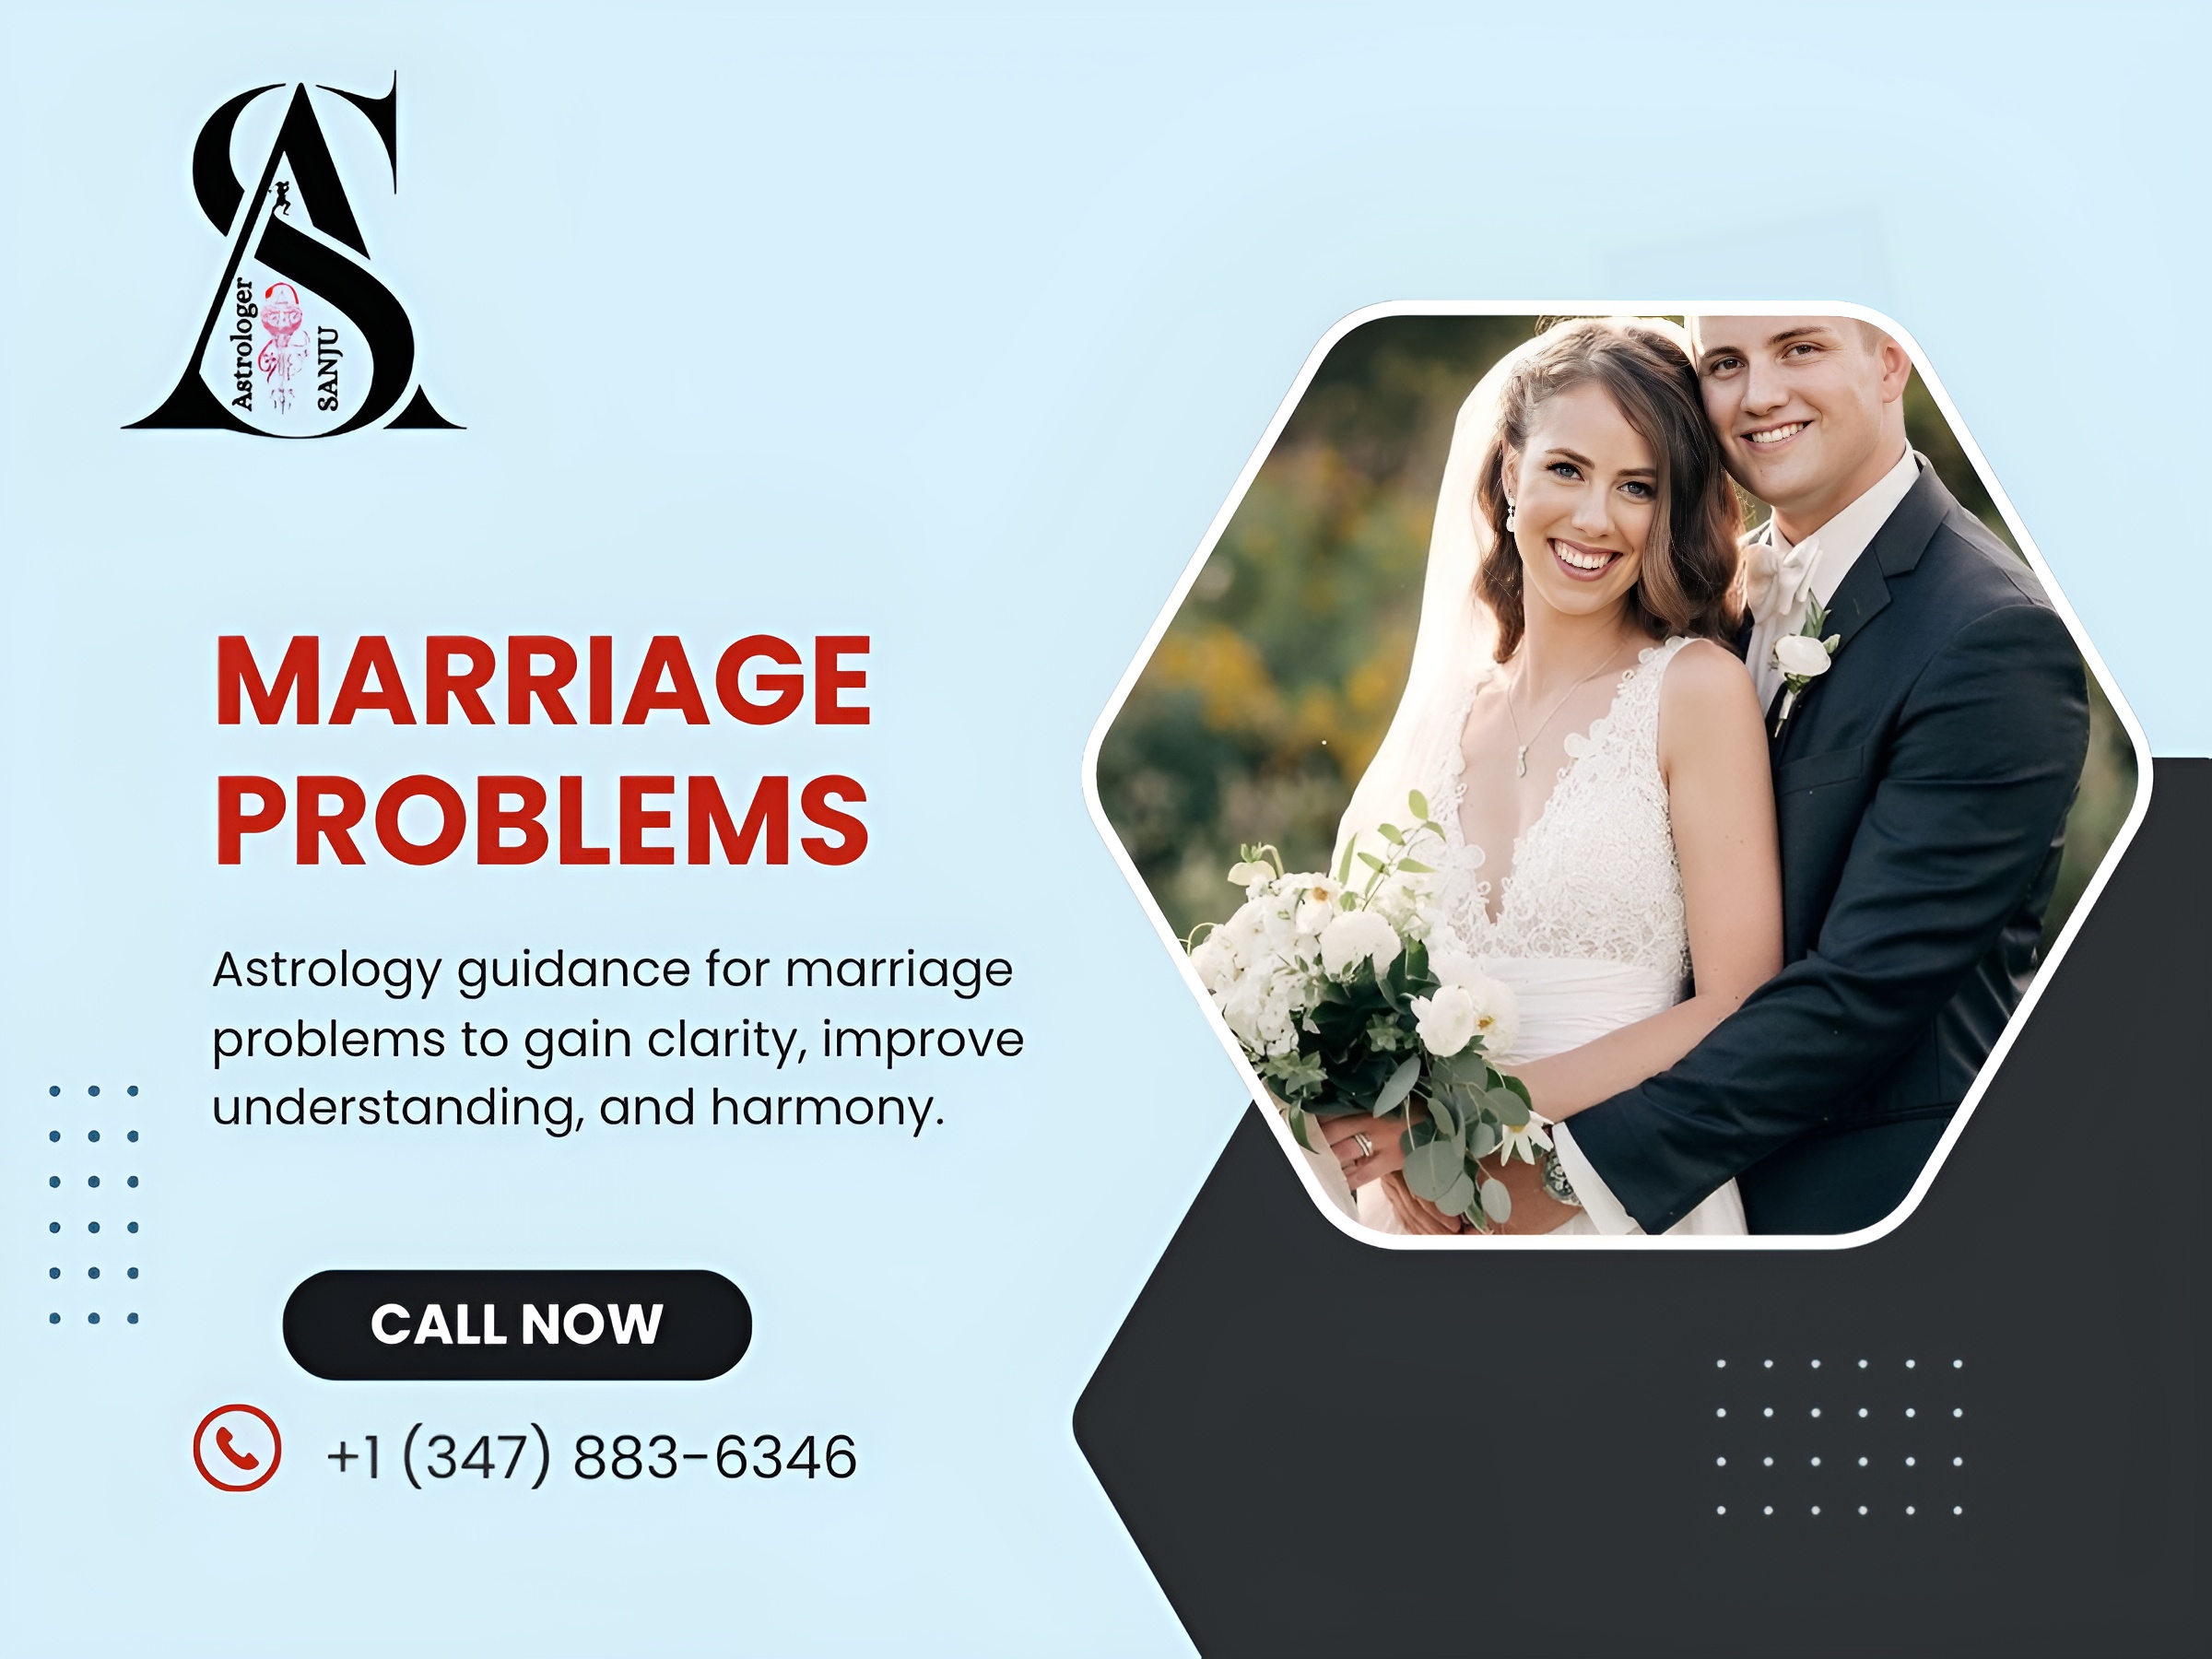 Astrologer
SANJU
MARRIAGE
PROBLEMS
Astrology guidance for marriage
problems to gain clarity, improve
understanding, and harmony.
CALL NOW
+1 (347) 883-6346